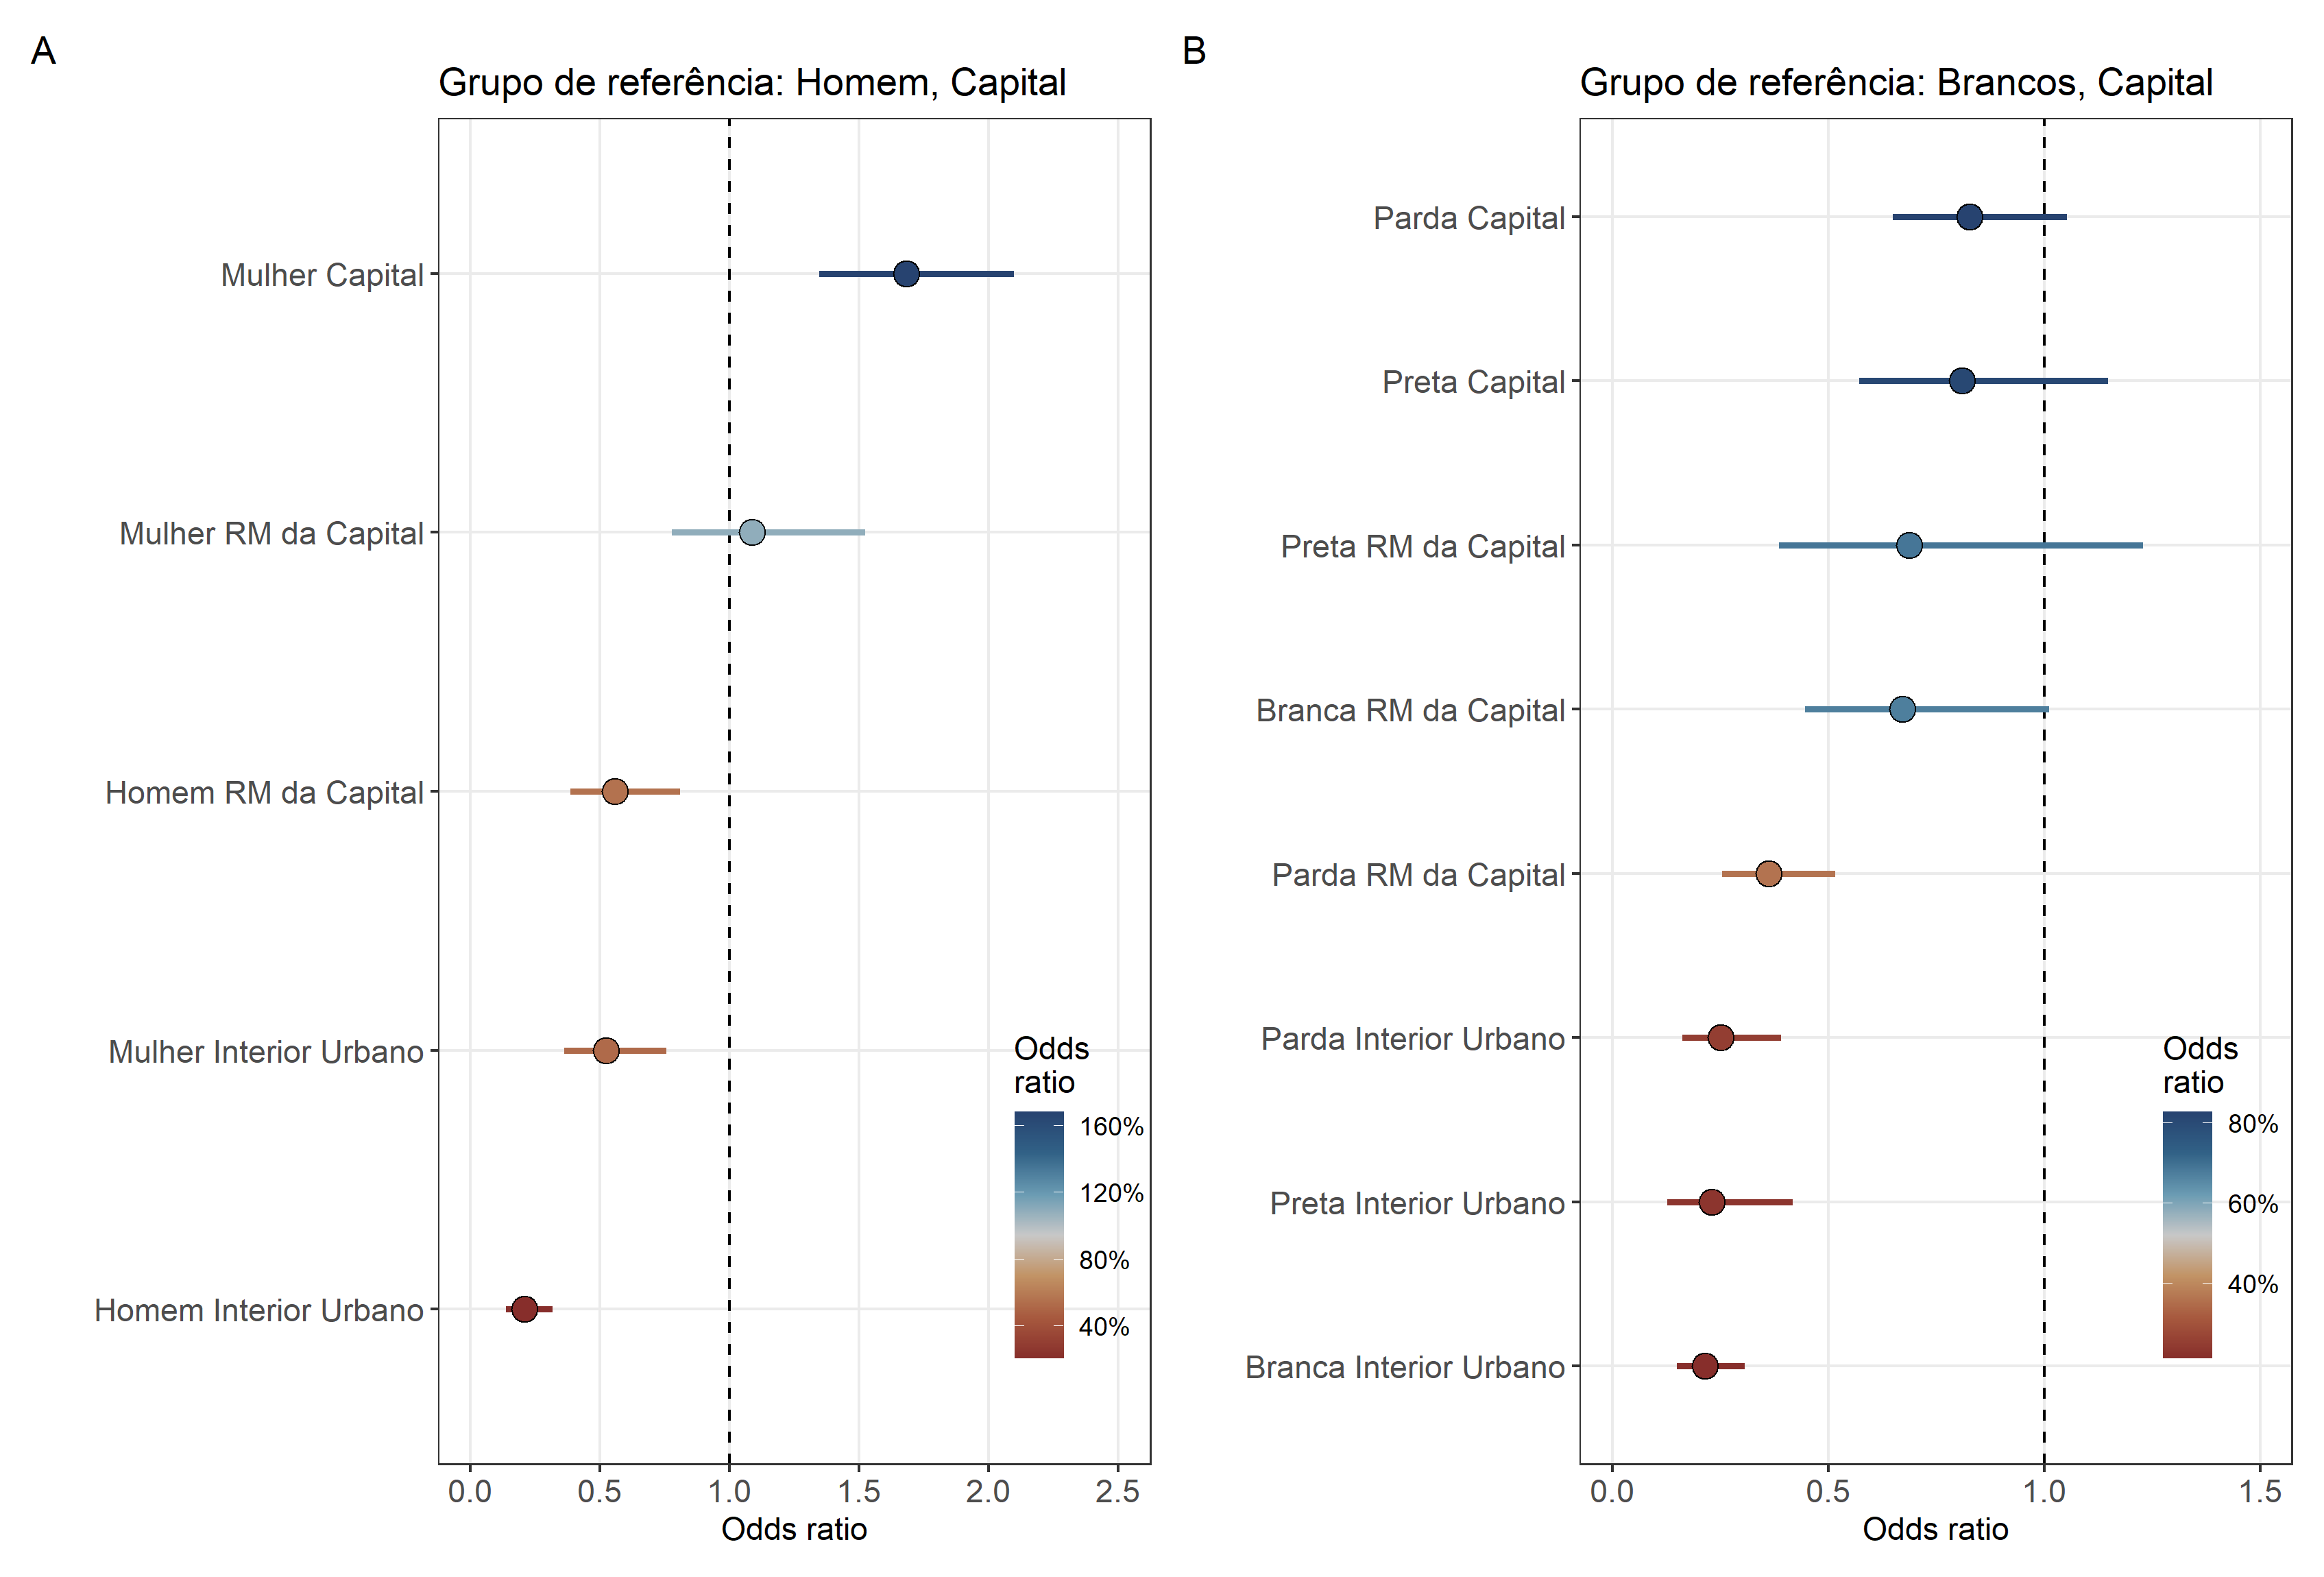 A
Grupo de referência: Homem, Capital
Mulher Capital
Mulher RM da Capital
Homem RM da Capital
Mulher Interior Urbano
Homem Interior Urbano
Odds
ratio
160%
120%
80%
40%
0.0 0.5 1.0 1.5 2.0 2.5
Odds ratio
B
Grupo de referência: Brancos, Capital
Parda Capital
Preta Capital
Preta RM da Capital
Branca RM da Capital
Parda RM da Capital
Parda Interior Urbano
Preta Interior Urbano
Branca Interior Urbano
Odds
ratio
80%
60%
40%
0.0 0.5 1.0 1.5
Odds ratio